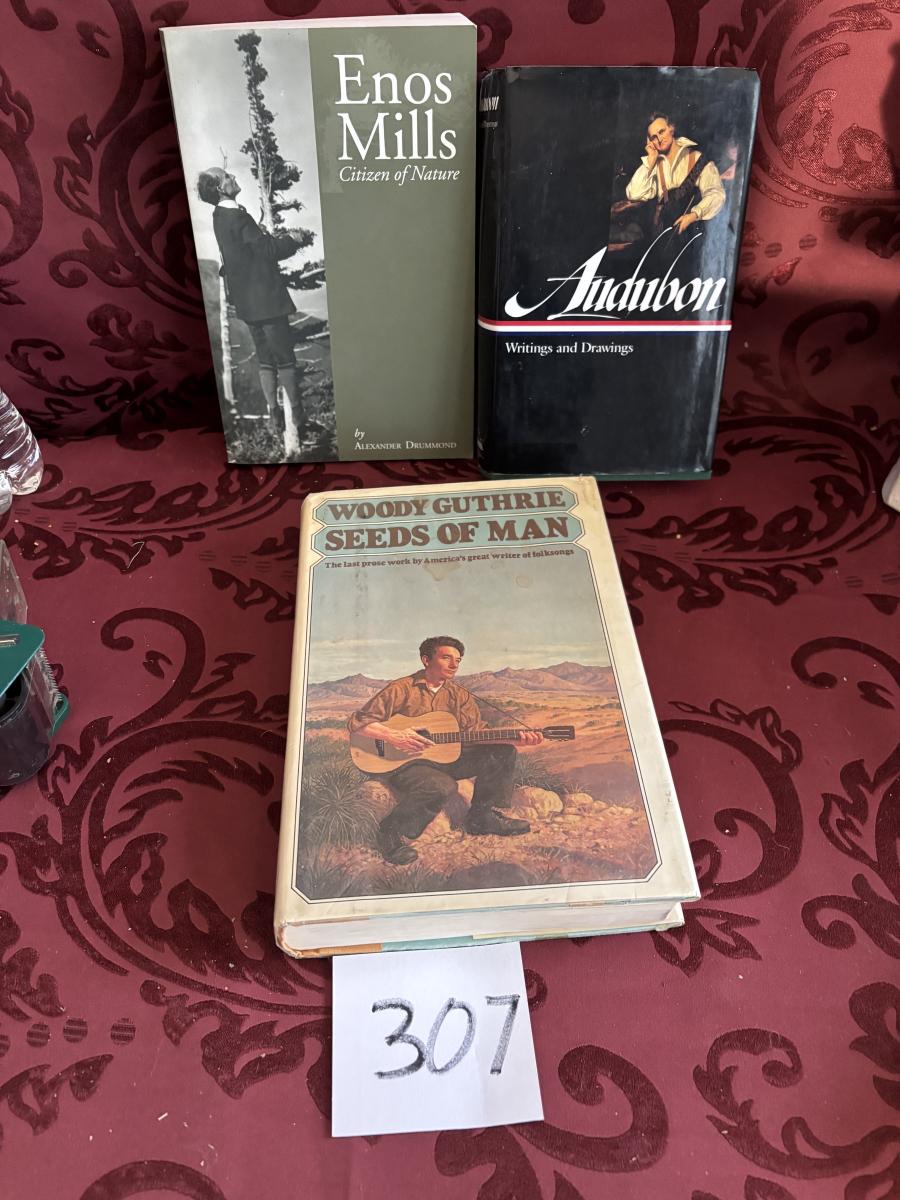 Enos
Mills
Citizen of Nature
by
ALEXANDER DRUMMOND
Audubon
Writings and Drawings
WOODY GUTHRIE
SEEDS OF MAN
The last prose work by America's great writer of folksongs
307